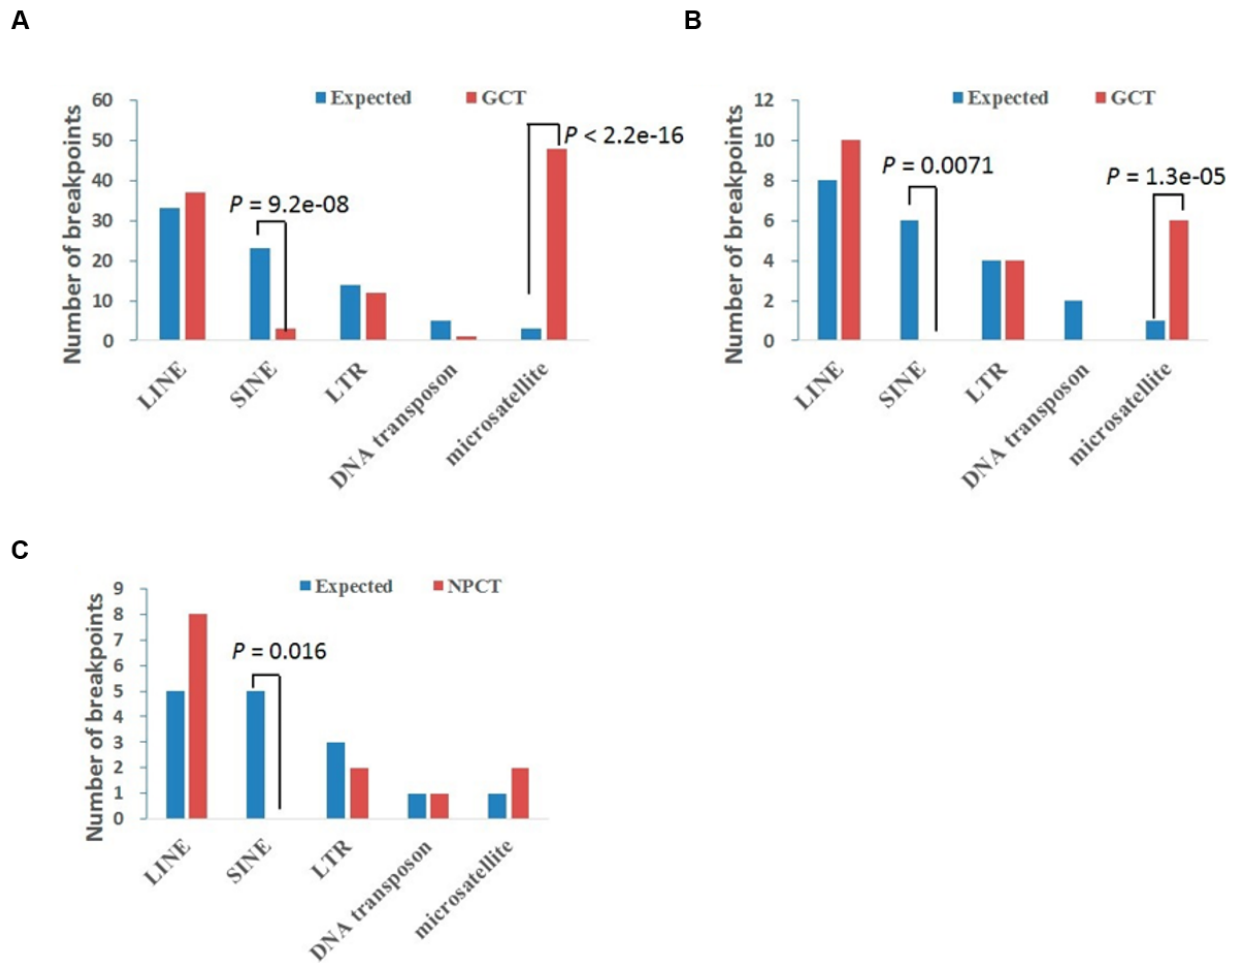 A
Expected GCT
Number of breakpoints
60
50
40
30
20
10
0
P < 2.2e-16
P = 9.2e-08
LINE
SINE
LTR
DNA transposon
microsatellite
B
Expected GCT
Number of breakpoints
12
10
8
6
4
2
0
P = 0.0071
P = 1.3e-05
LINE
SINE
LTR
DNA transposon
microsatellite
C
Expected NPCT
Number of breakpoints
9
8
7
6
5
4
3
2
1
0
P = 0.016
LINE
SINE
LTR
DNA transposon
microsatellite